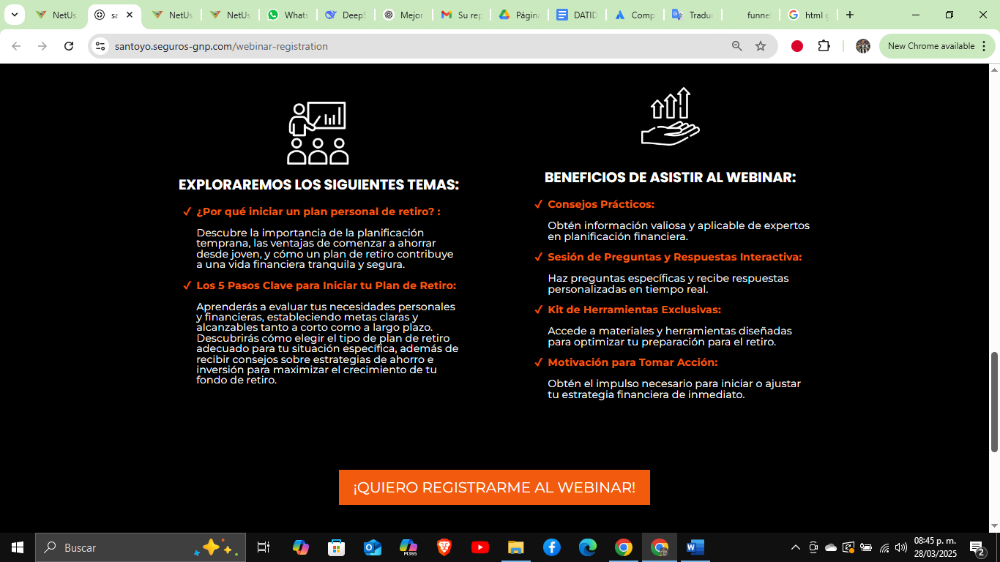 NetUs
sa
NetUs
NetUs
Whats
DeepS
Mejor
Su rep
Página
DATID
Comp
Traduc
funne
html g
santoyo.seguros-gnp.com/webinar-registration
New Chrome available
EXPLORAREMOS LOS SIGUIENTES TEMAS:
✓ ¿Por qué iniciar un plan personal de retiro? :
Descubre la importancia de la planificación
temprana, las ventajas de comenzar a ahorrar
desde joven, y cómo un plan de retiro contribuye
a una vida financiera tranquila y segura.
✓ Los 5 Pasos Clave para Iniciar tu Plan de Retiro:
Aprenderás a evaluar tus necesidades personales
y financieras, estableciendo metas claras y
alcanzables tanto a corto como a largo plazo.
Descubrirás cómo elegir el tipo de plan de retiro
adecuado para tu situación específica, además de
recibir consejos sobre estrategias de ahorro e
inversión para maximizar el crecimiento de tu
fondo de retiro.
BENEFICIOS DE ASISTIR AL WEBINAR:
✓ Consejos Prácticos:
Obtén información valiosa y aplicable de expertos
en planificación financiera.
✓ Sesión de Preguntas y Respuestas Interactiva:
Haz preguntas específicas y recibe respuestas
personalizadas en tiempo real.
✓ Kit de Herramientas Exclusivas:
Accede a materiales y herramientas diseñadas
para optimizar tu preparación para el retiro.
✓ Motivación para Tomar Acción:
Obtén el impulso necesario para iniciar o ajustar
tu estrategia financiera de inmediato.
¡QUIERO REGISTRARME AL WEBINAR!
Buscar
M365
08:45 p. m.
28/03/2025
2